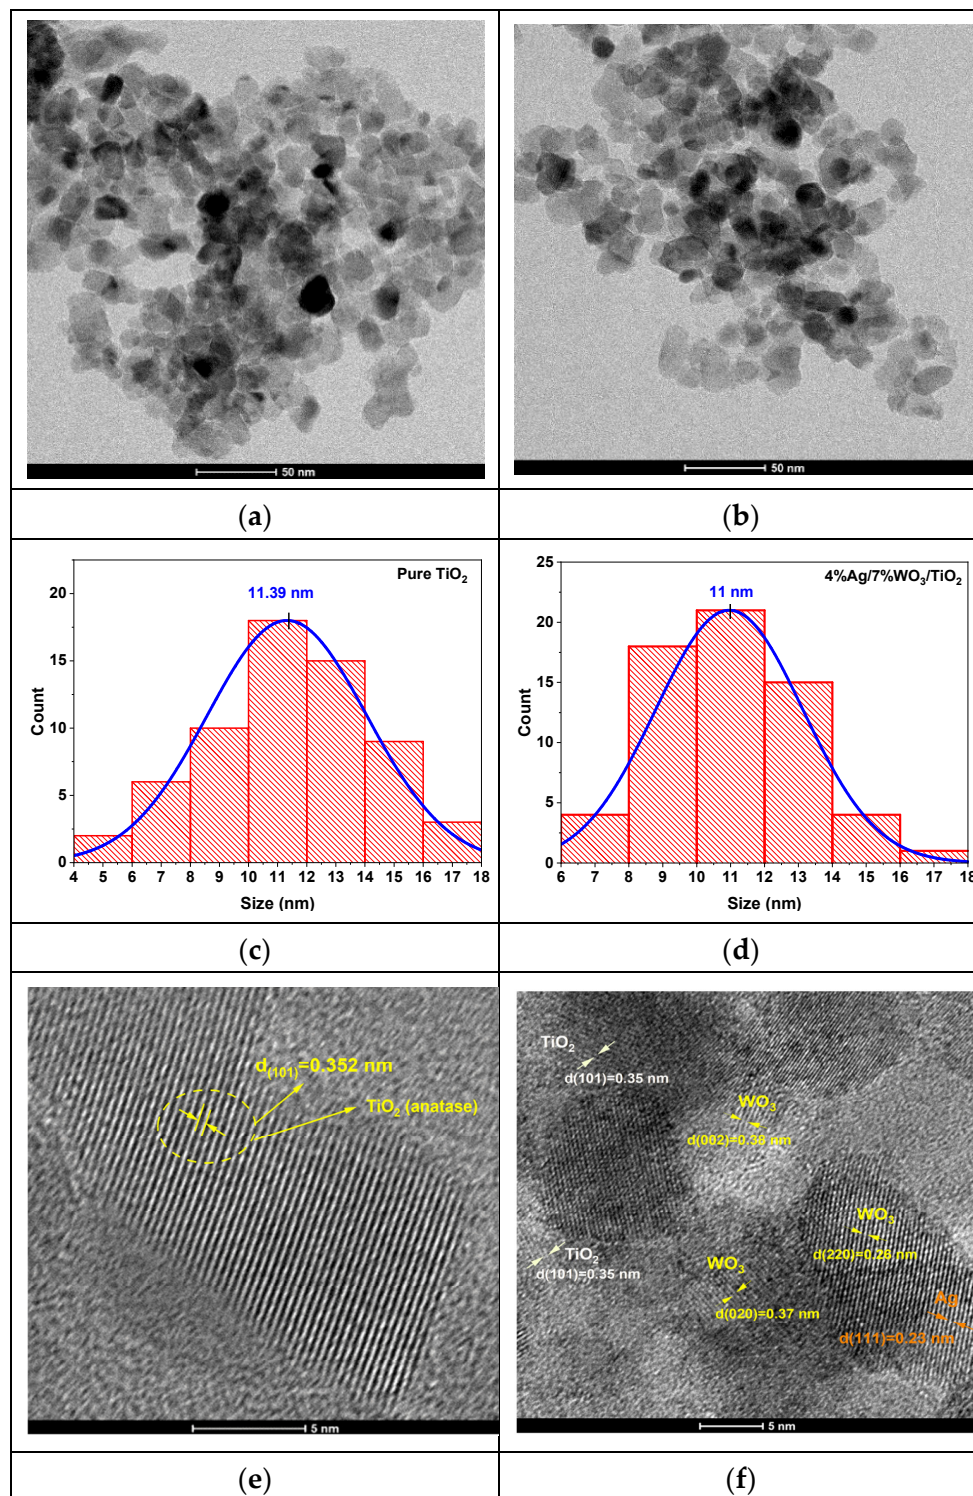 50 nm
50 nm
(a)
(b)
Pure TiO2
11.39 nm
20
15
10
5
0
Count
4 5 6 7 8 9 10 11 12 13 14 15 16 17 18
Size (nm)
4%Ag/7%WO3/TiO2
11 nm
25
20
15
10
5
0
Count
6 7 8 9 10 11 12 13 14 15 16 17 18
Size (nm)
(c)
(d)
d(101)=0.352 nm
TiO2 (anatase)
5 nm
TiO2
d(101)=0.35 nm
WO3
d(002)=0.38 nm
WO3
d(220)=0.26 nm
TiO2
d(101)=0.35 nm
WO3
d(020)=0.37 nm
Ag
d(111)=0.23 nm
5 nm
(e)
(f)